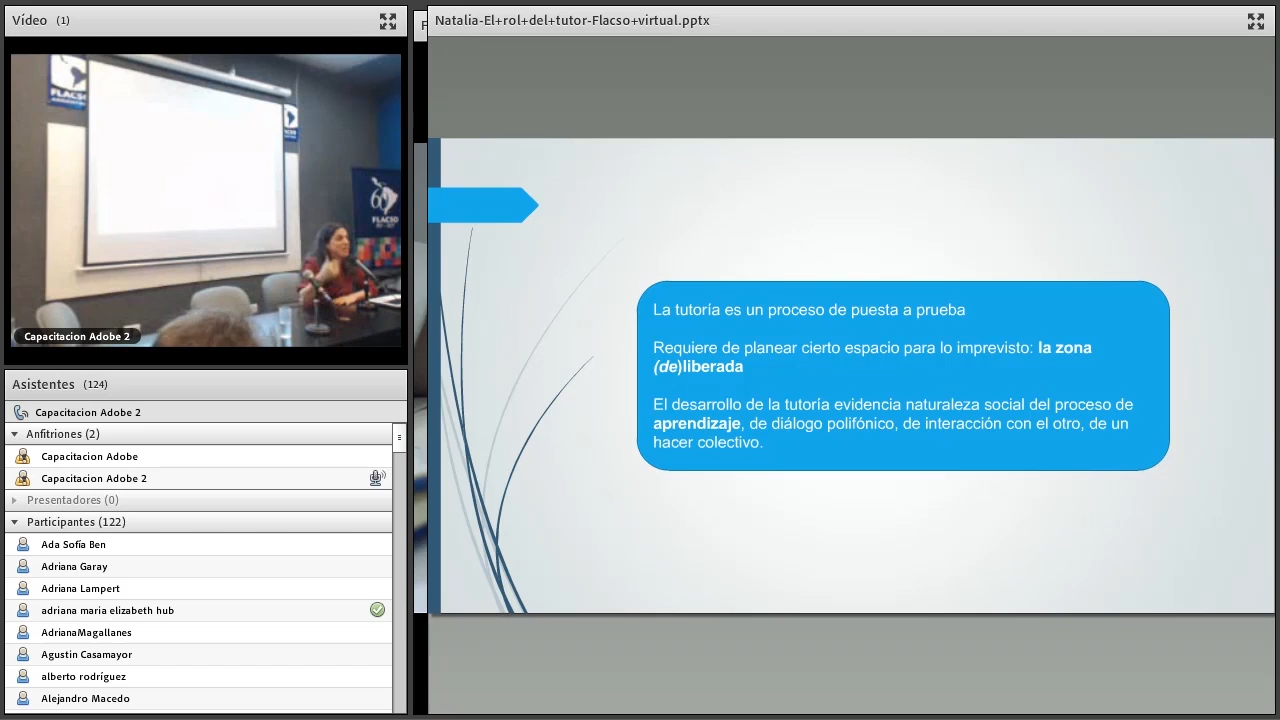 Vídeo (1)
FLACSO
60
FLACSO
Capacitacion Adobe 2
Asistentes (124)
Capacitacion Adobe 2
Anfitriones (2)
Capacitacion Adobe
Capacitacion Adobe 2
Presentadores (0)
Participantes (122)
Ada Sofía Ben
Adriana Garay
Adriana Lampert
adriana maria elizabeth hub
AdrianaMagallanes
Agustín Casamayor
alberto rodríguez
Alejandro Macedo
F
Natalia-El+rol+del+tutor-Flacso+virtual.pptx
La tutoría es un proceso de puesta a prueba
Requiere de planear cierto espacio para lo imprevisto: la zona
(de)liberada
El desarrollo de la tutoría evidencia naturaleza social del proceso de
aprendizaje, de diálogo polifónico, de interacción con el otro, de un
hacer colectivo.